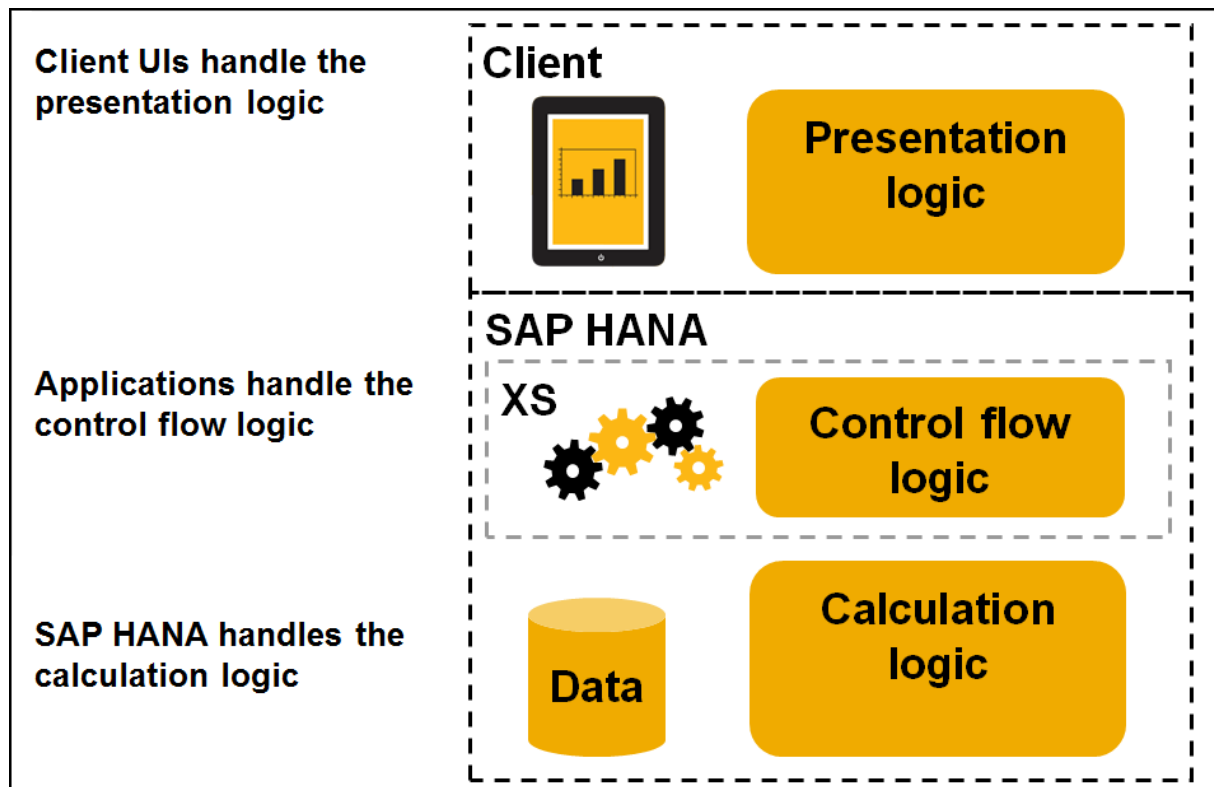 Client UIs handle the
presentation logic
Client
Presentation
logic
Applications handle the
control flow logic
SAP HANA
XS
Control flow
logic
SAP HANA handles the
calculation logic
Data
Calculation
logic